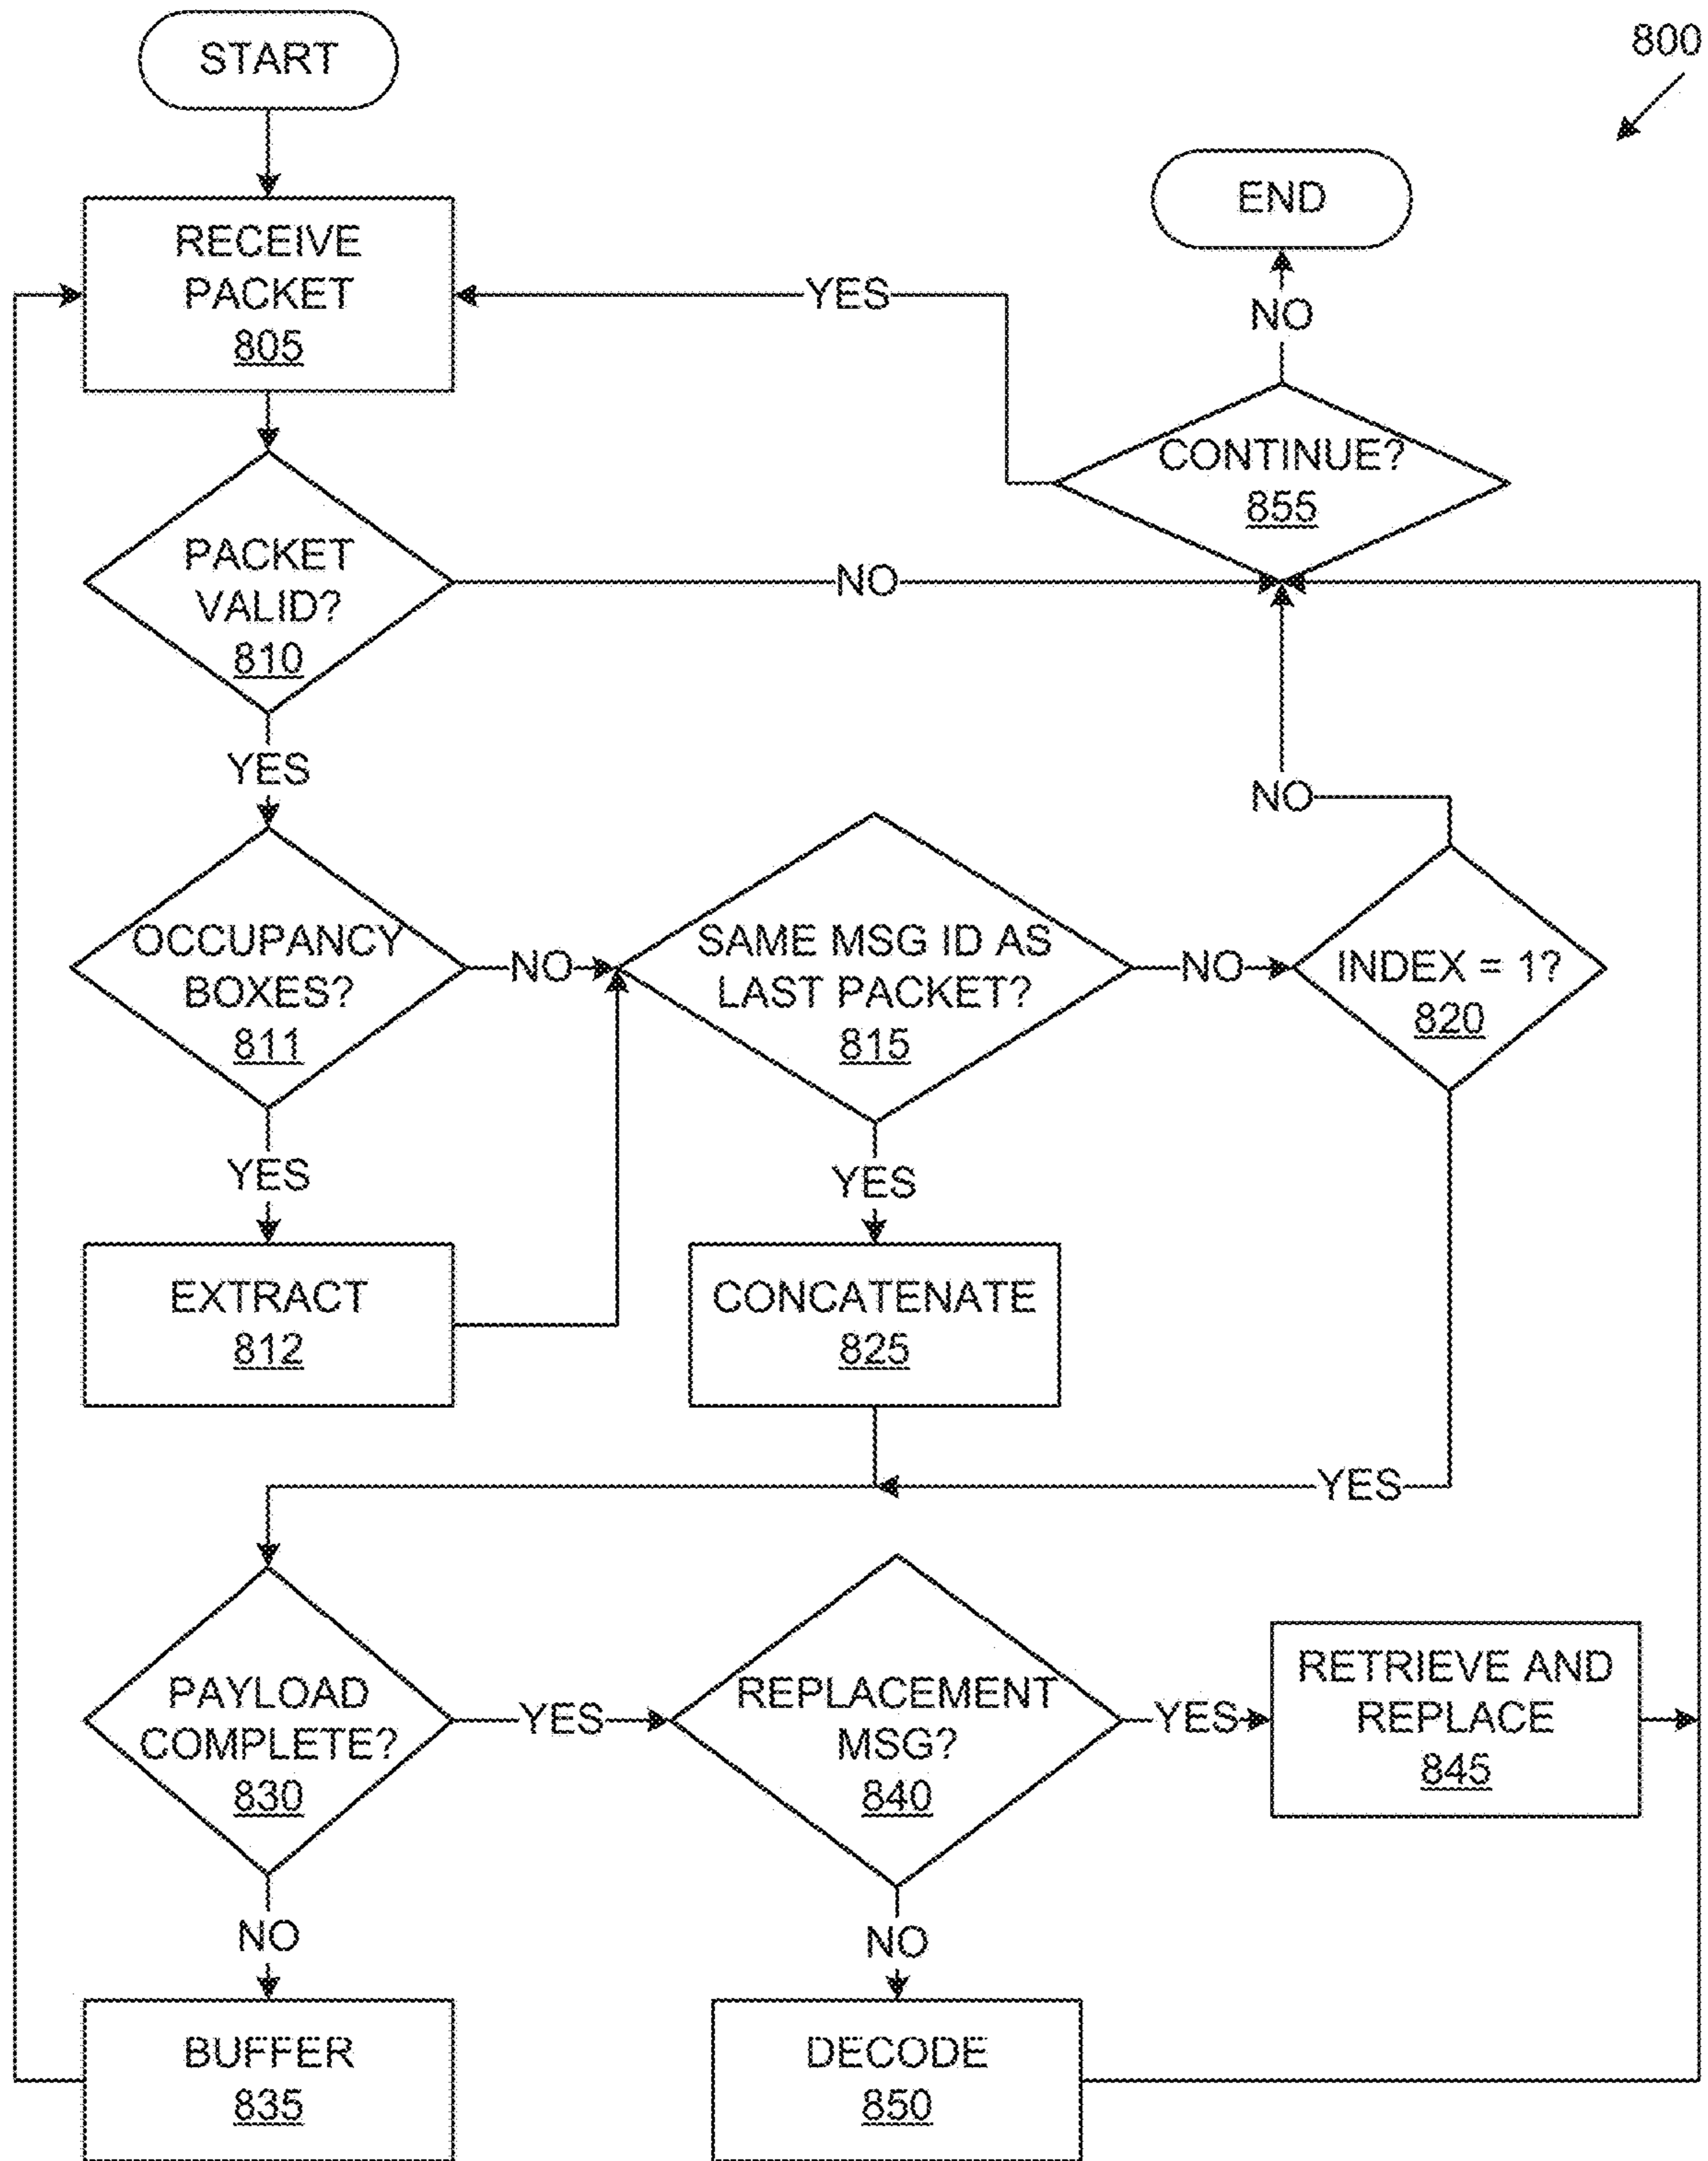 START
800
END
RECEIVE
PACKET
805
YES
NO
CONTINUE?
855
PACKET
VALID?
810
NO
YES
NO
OCCUPANCY
BOXES?
811
NO
SAME MSG ID AS
LAST PACKET?
815
NO
INDEX = 1?
820
YES
YES
EXTRACT
812
CONCATENATE
825
YES
PAYLOAD
COMPLETE?
830
YES
REPLACEMENT
MSG?
840
YES
RETRIEVE AND
REPLACE
845
NO
NO
BUFFER
835
DECODE
850